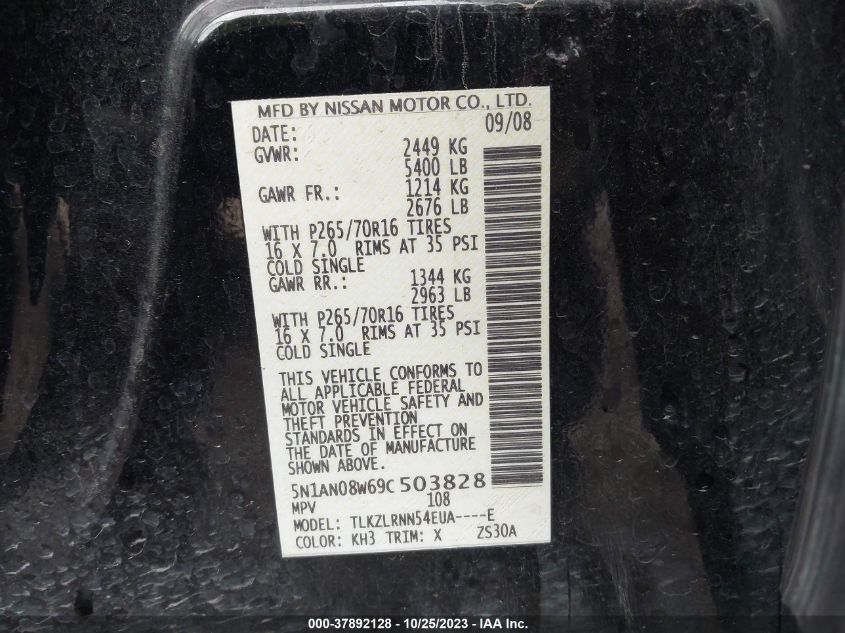 MFD BY NISSAN MOTOR CO., LTD.
DATE: 09/08
GVWR: 2449 KG
5400 LB
GAWR FR.: 1214 KG
2676 LB
WITH P265/70R16 TIRES
16 X 7.0 RIMS AT 35 PSI
COLD SINGLE
GAWR RR.: 1344 KG
2963 LB
WITH P265/70R16 TIRES
16 X 7.0 RIMS AT 35 PSI
COLD SINGLE
THIS VEHICLE CONFORMS TO
ALL APPLICABLE FEDERAL
MOTOR VEHICLE SAFETY AND
THEFT PREVENTION
STANDARDS IN EFFECT ON
THE DATE OF MANUFACTURE
SHOWN ABOVE.
5N1AN08W69C 503828
MPV 108
MODEL: TLKZLRNN54EUA----E
COLOR: KH3 TRIM: X ZS30A
000-37892128 - 10/25/2023 - IAA Inc.